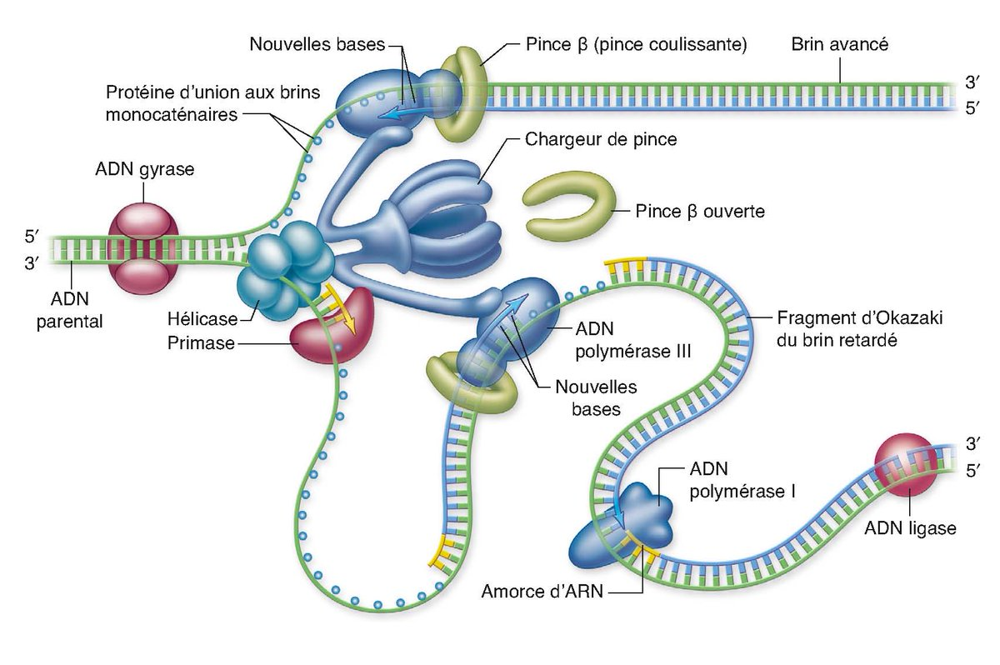 Nouvelles bases
Pince β (pince coulissante)
Brin avancé
3′
5′
Protéine d'union aux brins
monocaténaires
Chargeur de pince
ADN gyrase
Pince β ouverte
5′
3′
ADN
parental
Hélicase
Primase
ADN
polymérase III
Fragment d'Okazaki
du brin retardé
Nouvelles
bases
3′
5′
ADN
polymérase I
ADN ligase
Amorce d'ARN